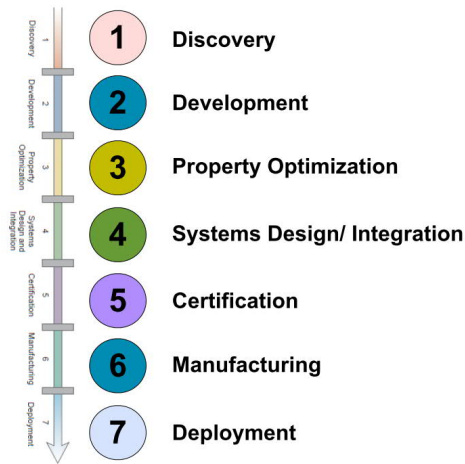 1 Discovery
2 Development
3 Property Optimization
4 Systems Design/ Integration
5 Certification
6 Manufacturing
7 Deployment
Discovery
1
Development
2
Property
Optimization
3
Systems
Design and
Integration
4
Certification
5
Manufacturing
6
Deployment
7